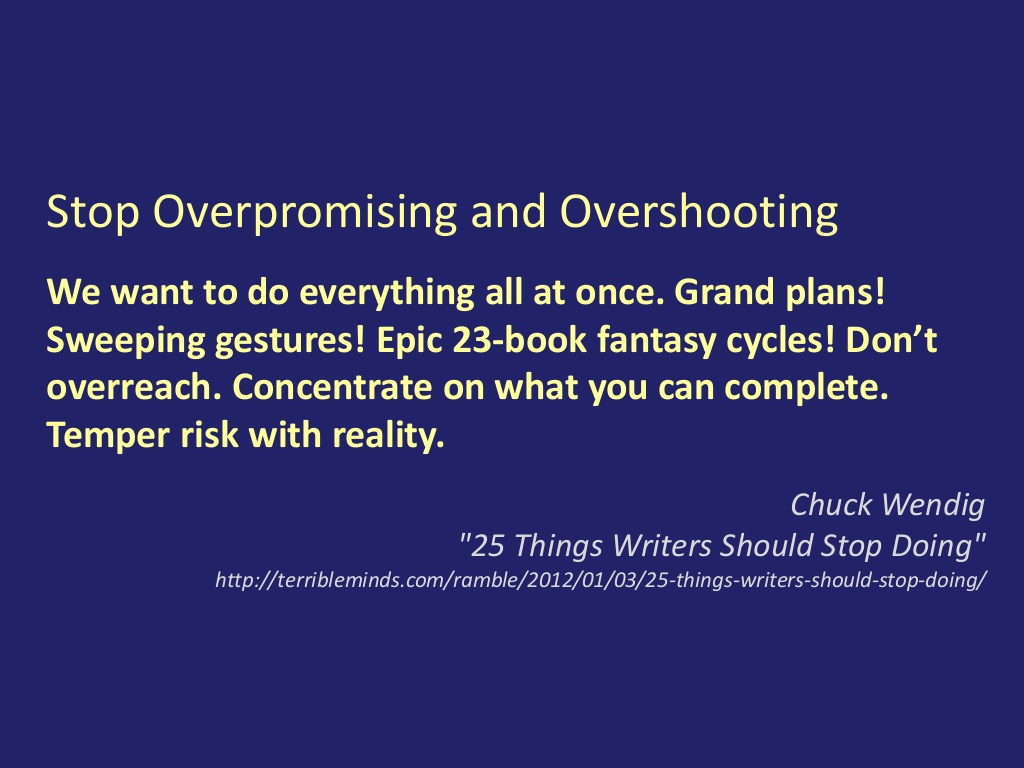 Stop Overpromising and Overshooting
We want to do everything all at once. Grand plans!
Sweeping gestures! Epic 23-book fantasy cycles! Don’t
overreach. Concentrate on what you can complete.
Temper risk with reality.
Chuck Wendig
"25 Things Writers Should Stop Doing"
http://terribleminds.com/ramble/2012/01/03/25-things-writers-should-stop-doing/